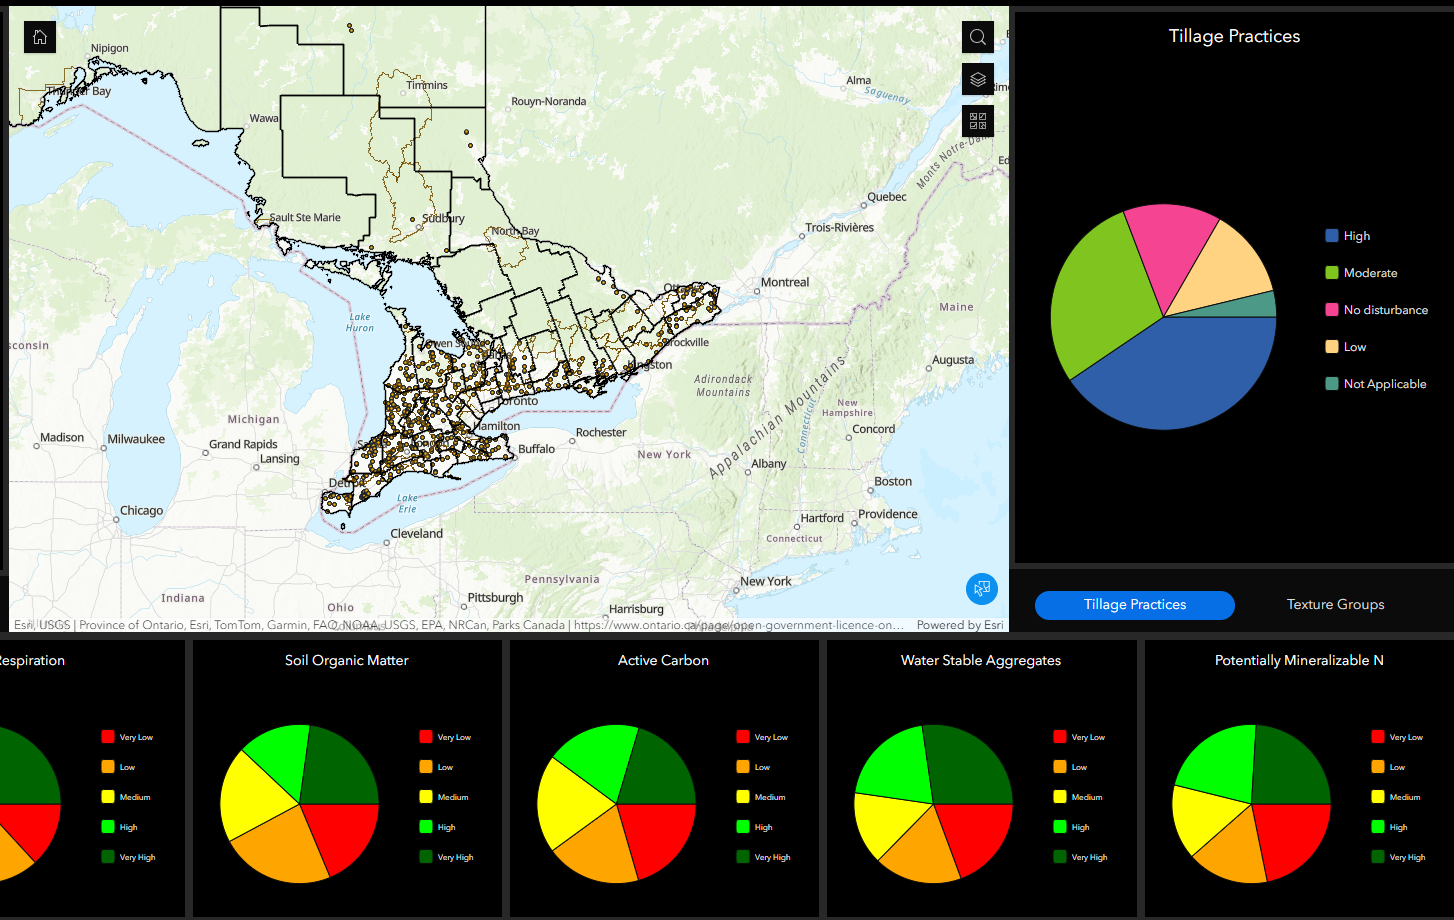 Nipigon
Thunder Bay
Wawa
Timmins
Rouyn-Noranda
Alma
Saguenay
Monts Notre-Dam
Sault Ste Marie
Sudbury
North Bay
Quebec
Trois-Rivières
Montreal
Maine
Lake
Huron
Owen
Brockville
Kingston
Augusta
Adirondack
Mountains
Appalachian Mountains
New
Hampshire
Connecticut
Toronto
Hamilton
Michigan
Madison
Milwaukee
Grand Rapids
Lansing
Rochester
Buffalo
New York
Concord
Albany
Boston
Lake
Erie
Chicago
Cleveland
Hartford
Providence
Connecticut
Pennsylvania
New York
Indiana
Ohio
Pittsburgh
Harrisburg
Esri, USGS | Province of Ontario, Esri, TomTom, Garmin, FAO, NOAA, USGS, EPA, NRCan, Parks Canada | https://www.ontario.ca/page/open-government-licence-on...
Powered by Esri
Tillage Practices
High
Moderate
No disturbance
Low
Not Applicable
Tillage Practices
Texture Groups
Respiration
Very Low
Low
Medium
High
Very High
Soil Organic Matter
Very Low
Low
Medium
High
Very High
Active Carbon
Very Low
Low
Medium
High
Very High
Water Stable Aggregates
Very Low
Low
Medium
High
Very High
Potentially Mineralizable N
Very Low
Low
Medium
High
Very High